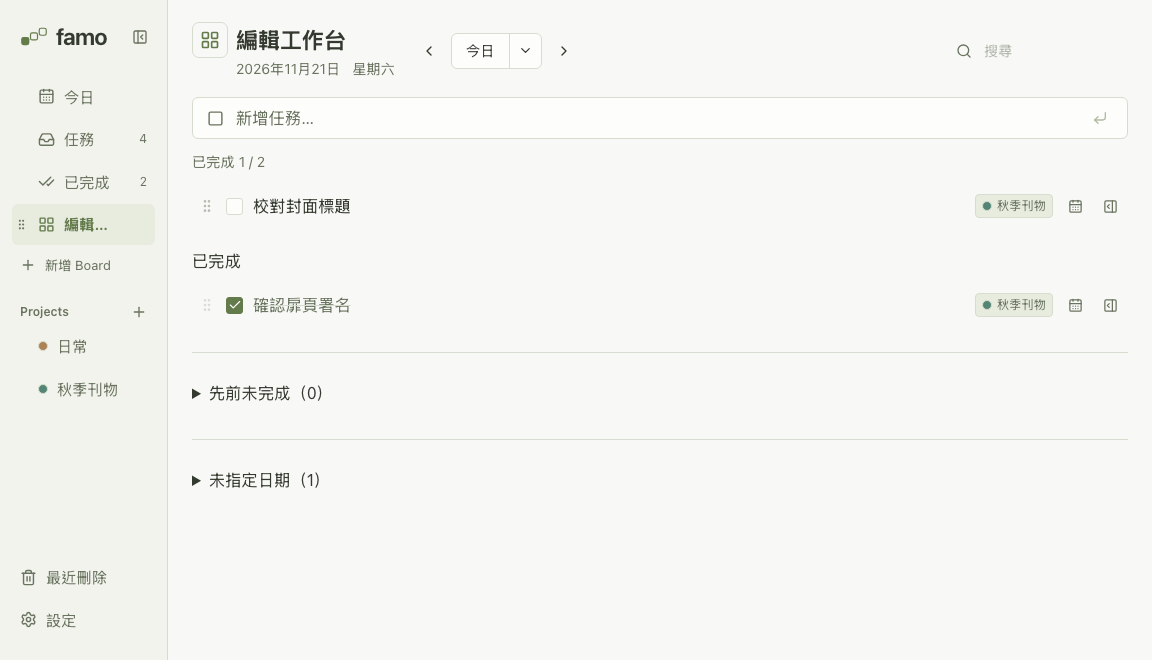 famo
今日
任務 4
已完成 2
編輯...
新增 Board
Projects
日常
秋季刊物
最近刪除
設定
編輯工作台
2026年11月21日 星期六
今日
搜尋
新增任務...
已完成 1 / 2
校對封面標題 秋季刊物
已完成
確認扉頁署名 秋季刊物
先前未完成（0）
未指定日期（1）